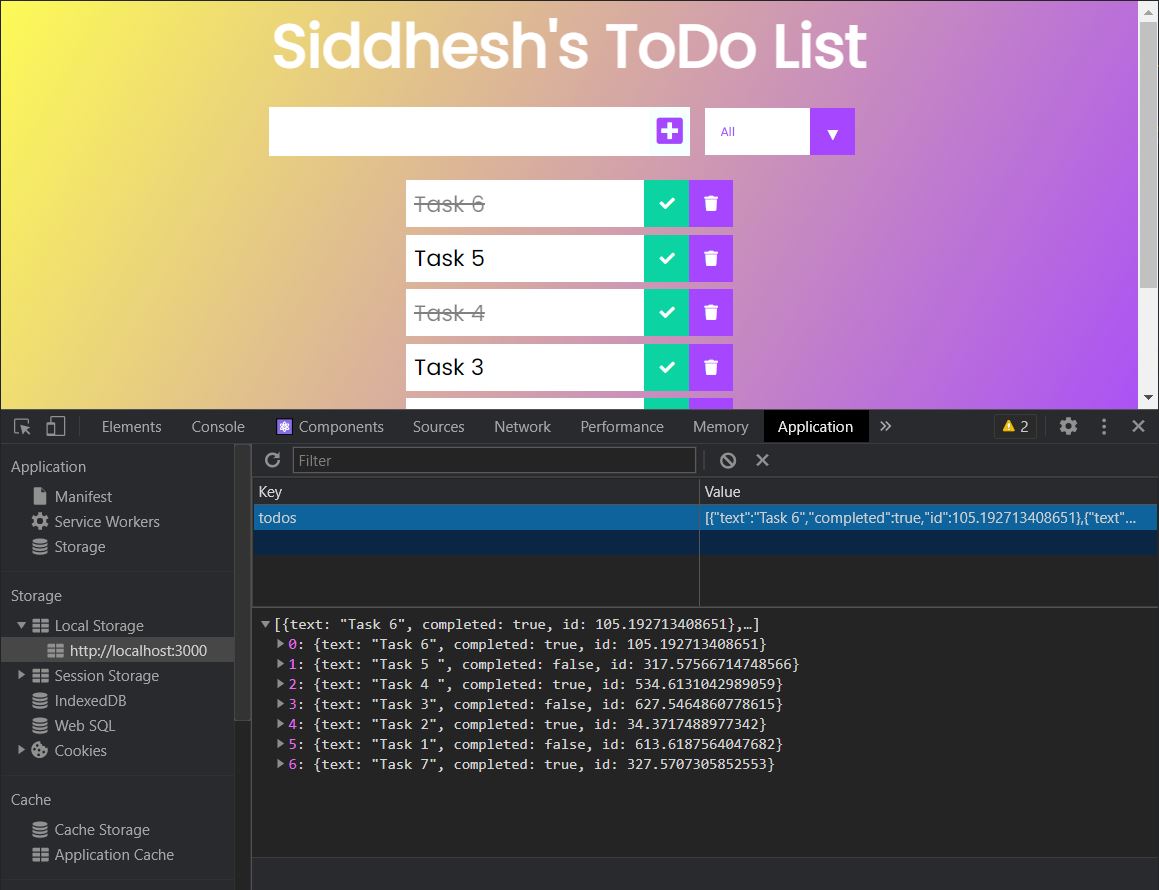 Siddhesh's ToDo List
All
Task 6
Task 5
Task 4
Task 3
Elements Console Components Sources Network Performance Memory Application 2
Application
Manifest
Service Workers
Storage
Storage
Local Storage
http://localhost:3000
Session Storage
IndexedDB
Web SQL
Cookies
Cache
Cache Storage
Application Cache
Filter
Key Value
todos [{"text":"Task 6","completed":true,"id":105.192713408651},{"text"...
[{text: "Task 6", completed: true, id: 105.192713408651},…]
0: {text: "Task 6", completed: true, id: 105.192713408651}
1: {text: "Task 5 ", completed: false, id: 317.57566714748566}
2: {text: "Task 4 ", completed: true, id: 534.6131042989059}
3: {text: "Task 3", completed: false, id: 627.5464860778615}
4: {text: "Task 2", completed: true, id: 34.3717488977342}
5: {text: "Task 1", completed: false, id: 613.6187564047682}
6: {text: "Task 7", completed: true, id: 327.5707305852553}